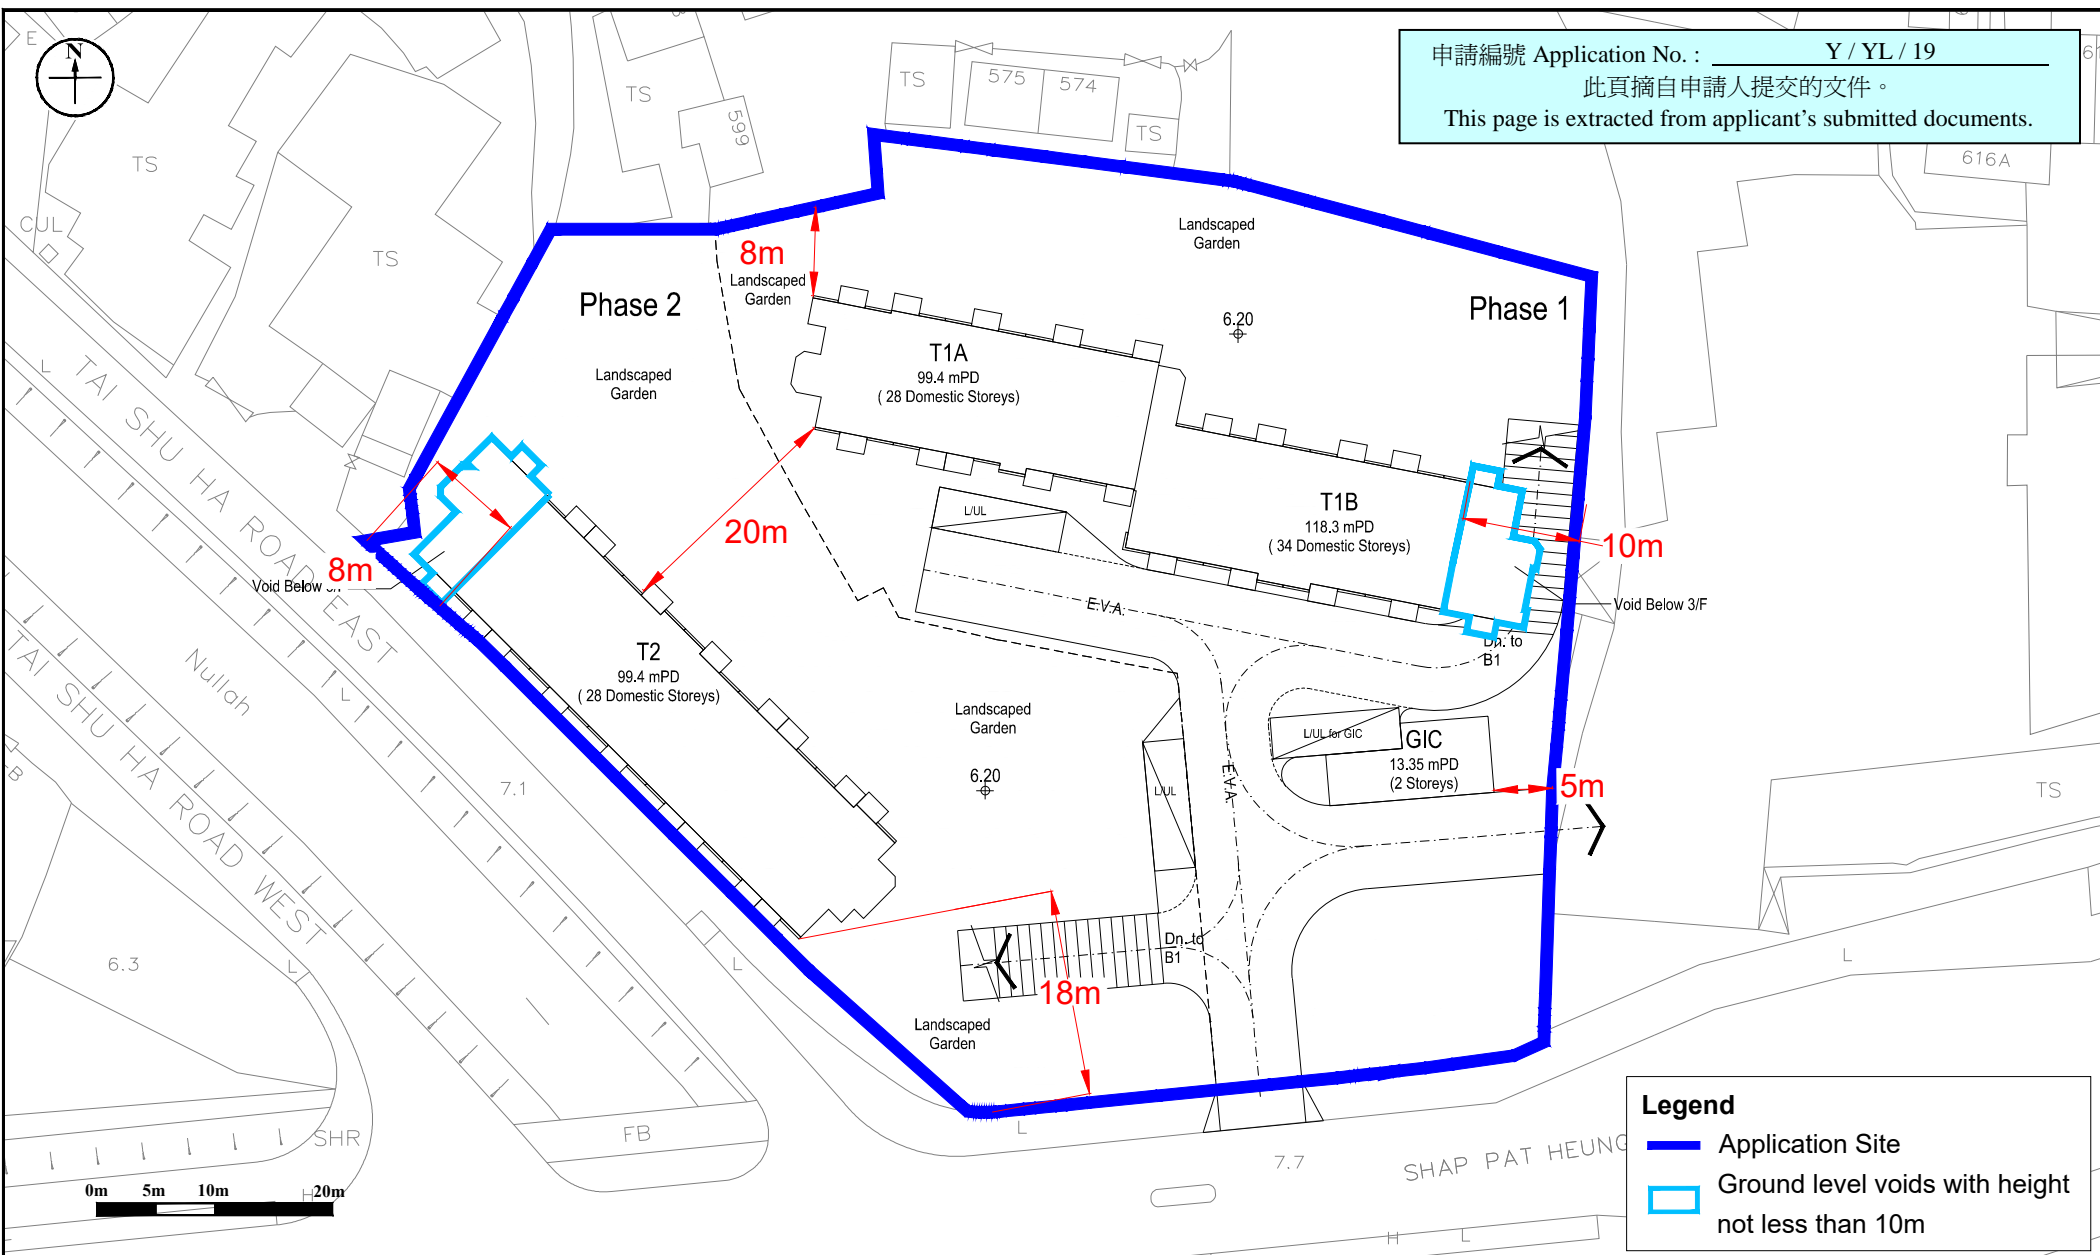 申請編號 Application No. : Y / YL / 19
此頁摘自申請人提交的文件。
This page is extracted from applicant's submitted documents.
N
E
TS
CUL
TS
TS
599
TS
575
574
TS
616A
Landscaped
Garden
8m
Landscaped
Garden
Phase 2
Phase 1
6.20
T1A
99.4 mPD
( 28 Domestic Storeys)
Landscaped
Garden
TAI SHU HA ROAD EAST
L
20m
L/UL
T1B
118.3 mPD
( 34 Domestic Storeys)
10m
8m
Void Below
Void Below 3/F
E.V.A.
Dn. to
B1
T2
99.4 mPD
( 28 Domestic Storeys)
Nullah
L
TAI SHU HA ROAD WEST
Landscaped
Garden
6.20
L/UL
E.V.A.
L/UL for GIC
GIC
13.35 mPD
(2 Storeys)
5m
TS
7.1
6.3
L
L
Dn. to
B1
18m
L
Landscaped
Garden
SHR
FB
L
7.7
SHAP PAT HEUNG
H
L
H
0m 5m 10m 20m
Legend
Application Site
Ground level voids with height
not less than 10m